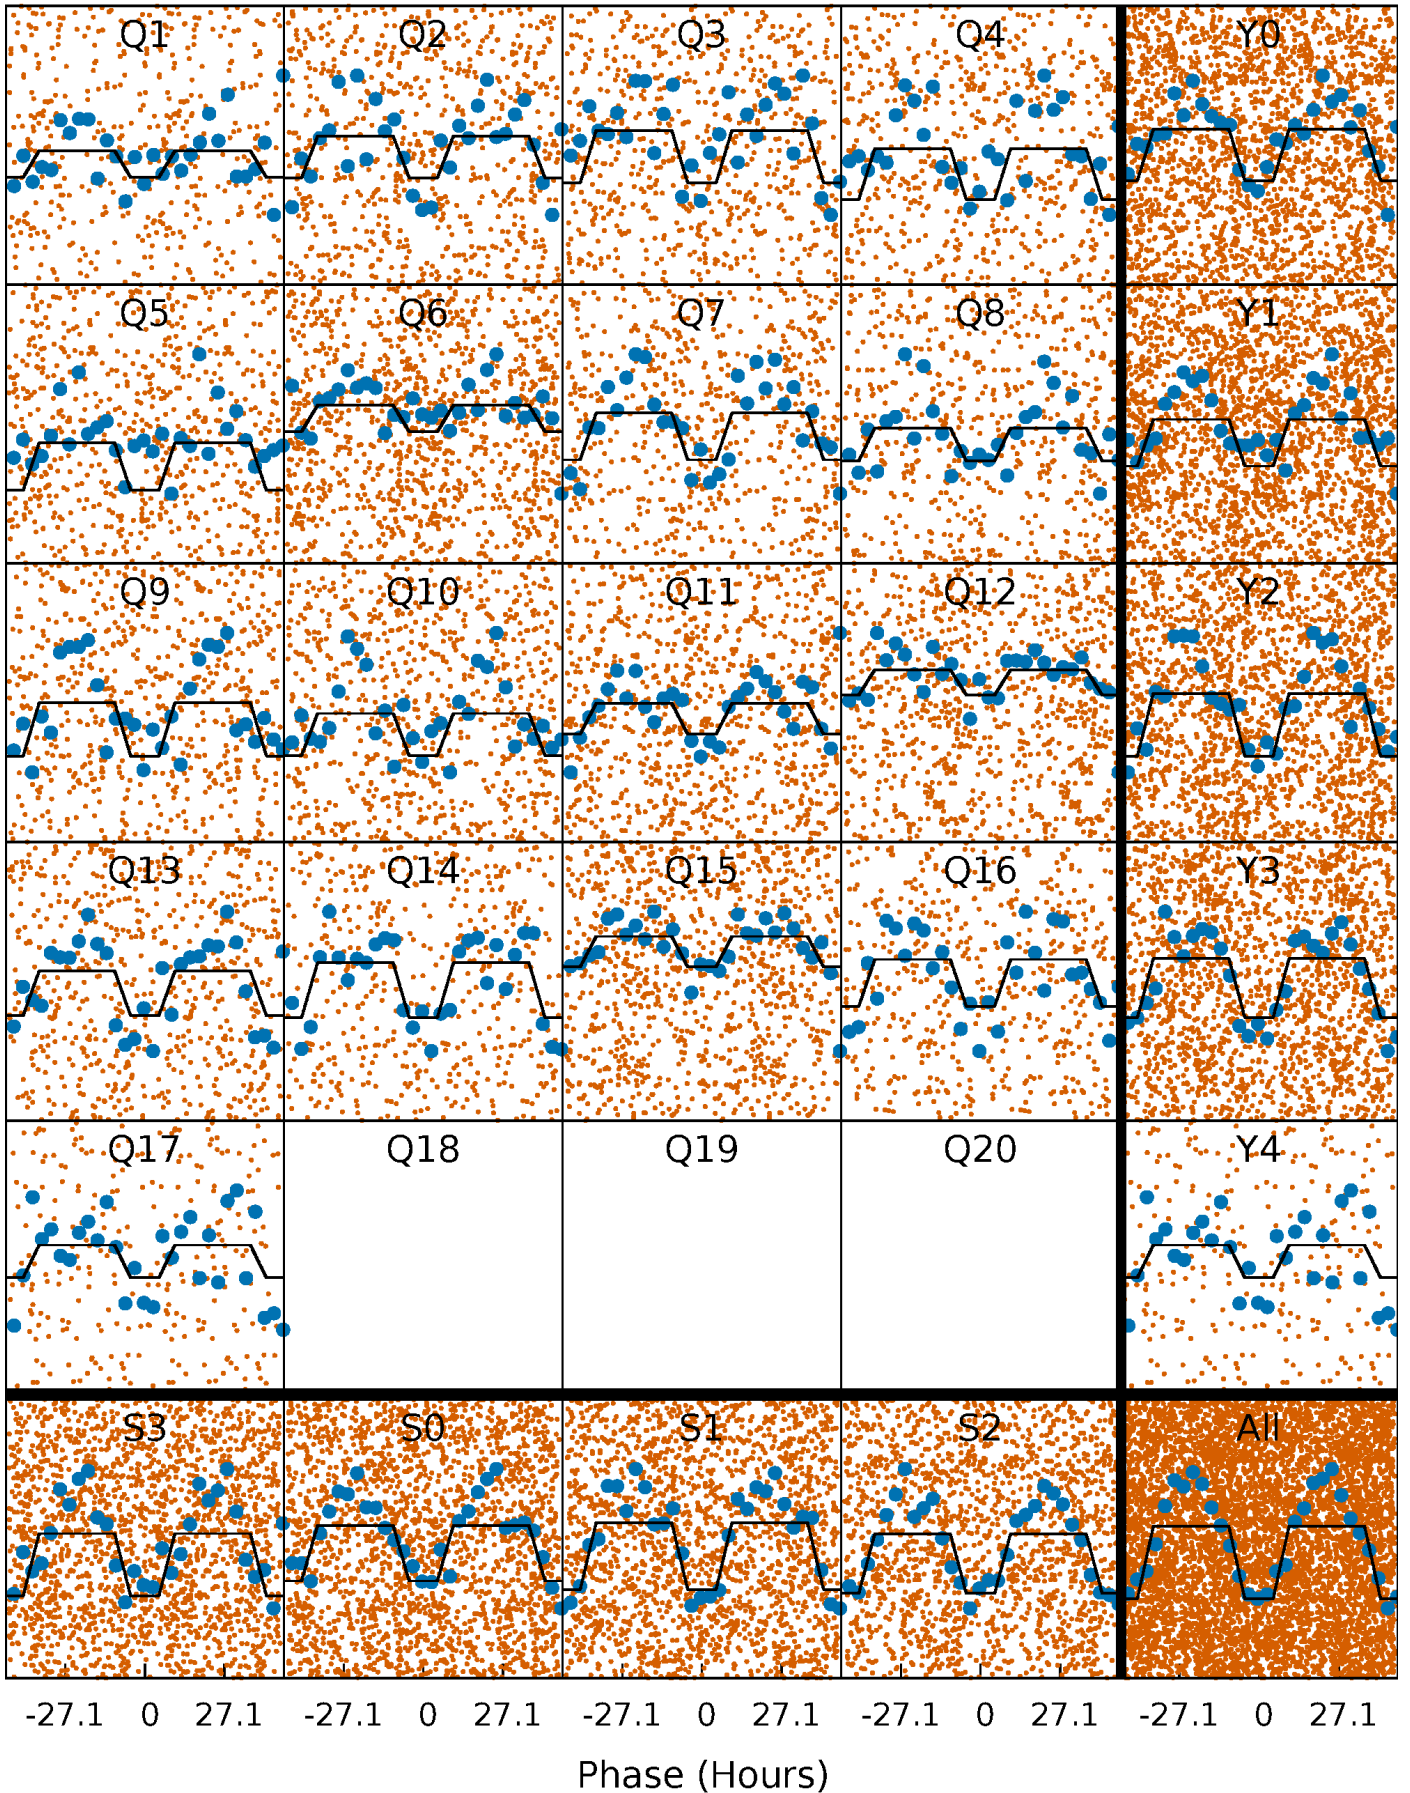 Q1 Q2 Q3 Q4 Y0
Q5 Q6 Q7 Q8 Y1
Q9 Q10 Q11 Q12 Y2
Q13 Q14 Q15 Q16 Y3
Q17 Q18 Q19 Q20 Y4
S3 S0 S1 S2 All
-27.1 0 27.1 -27.1 0 27.1 -27.1 0 27.1 -27.1 0 27.1 -27.1 0 27.1
Phase (Hours)